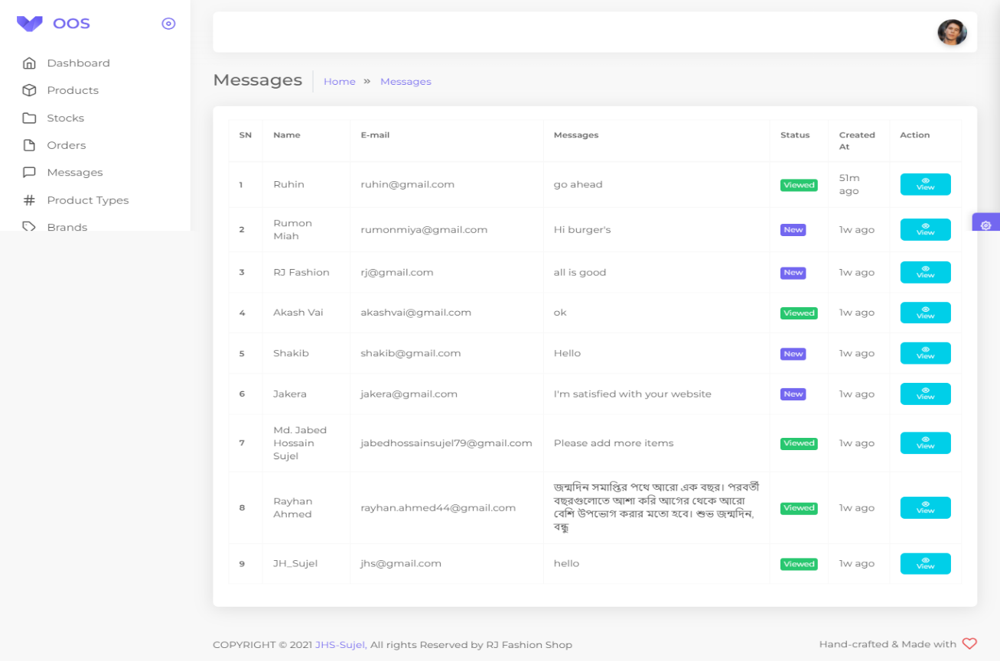 OOS
Dashboard
Products
Stocks
Orders
Messages
Product Types
Brands
Messages Home » Messages
SN Name E-mail Messages Status Created
At Action
1 Ruhin ruhin@gmail.com go ahead Viewed 51m
ago View
2 Rumon
Miah rumonmiya@gmail.com Hi burger's New 1w ago View
3 RJ Fashion rj@gmail.com all is good New 1w ago View
4 Akash Vai akashvai@gmail.com ok Viewed 1w ago View
5 Shakib shakib@gmail.com Hello New 1w ago View
6 Jakera jakera@gmail.com I'm satisfied with your website New 1w ago View
7 Md. Jabed
Hossain
Sujel jabedhossainsujel79@gmail.com Please add more items Viewed 1w ago View
8 Rayhan
Ahmed rayhan.ahmed44@gmail.com জন্মদিন সমাপ্তির পথে আরো এক বছর। পরবর্তী
বছরগুলোতে আশা করি আগের থেকে আরো
বেশি উপভোগ করার মতো হবে। শুভ জন্মদিন,
বন্ধু Viewed 1w ago View
9 JH_Sujel jhs@gmail.com hello Viewed 1w ago View
COPYRIGHT © 2021 JHS-Sujel, All rights Reserved by RJ Fashion Shop Hand-crafted & Made with